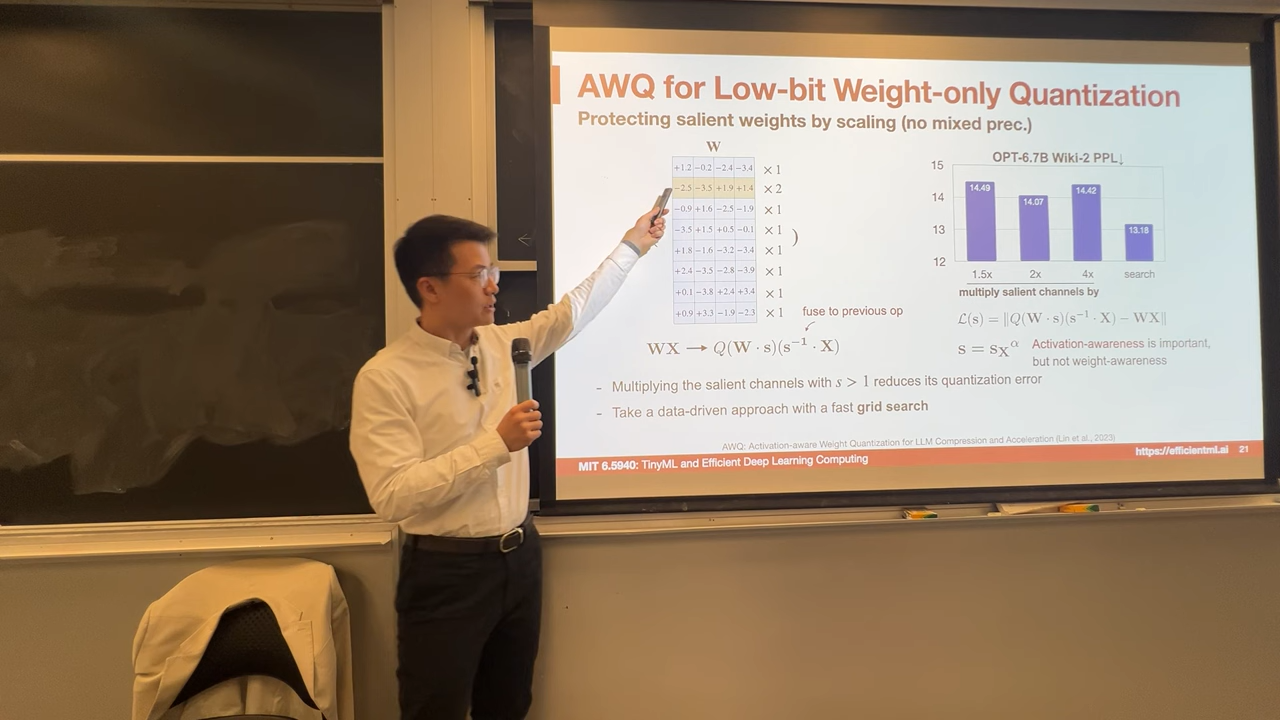 AWQ for Low-bit Weight-only Quantization
Protecting salient weights by scaling (no mixed prec.)
W
+1.2 −0.2 −2.4 −3.4 ×1
−2.5 −3.5 +1.9 +1.4 ×2
−0.9 +1.6 −2.5 −1.9 ×1
−3.5 +1.5 +0.5 −0.1 ×1 )
+1.8 −1.6 −3.2 −3.4 ×1
+2.4 −3.5 −2.8 −3.9 ×1
+0.1 −3.8 +2.4 +3.4 ×1
+0.9 +3.3 −1.9 −2.3 ×1
fuse to previous op
WX → Q(W · s)(s⁻¹ · X)
OPT-6.7B Wiki-2 PPL↓
15
14
13
12
14.49 14.07 14.42 13.18
1.5x 2x 4x search
multiply salient channels by
ℒ(s) = ‖Q(W · s)(s⁻¹ · X) − WX‖
s = s_X^α
Activation-awareness is important,
but not weight-awareness
- Multiplying the salient channels with s > 1 reduces its quantization error
- Take a data-driven approach with a fast grid search
AWQ: Activation-aware Weight Quantization for LLM Compression and Acceleration (Lin et al., 2023)
MIT 6.5940: TinyML and Efficient Deep Learning Computing
https://efficientml.ai 21